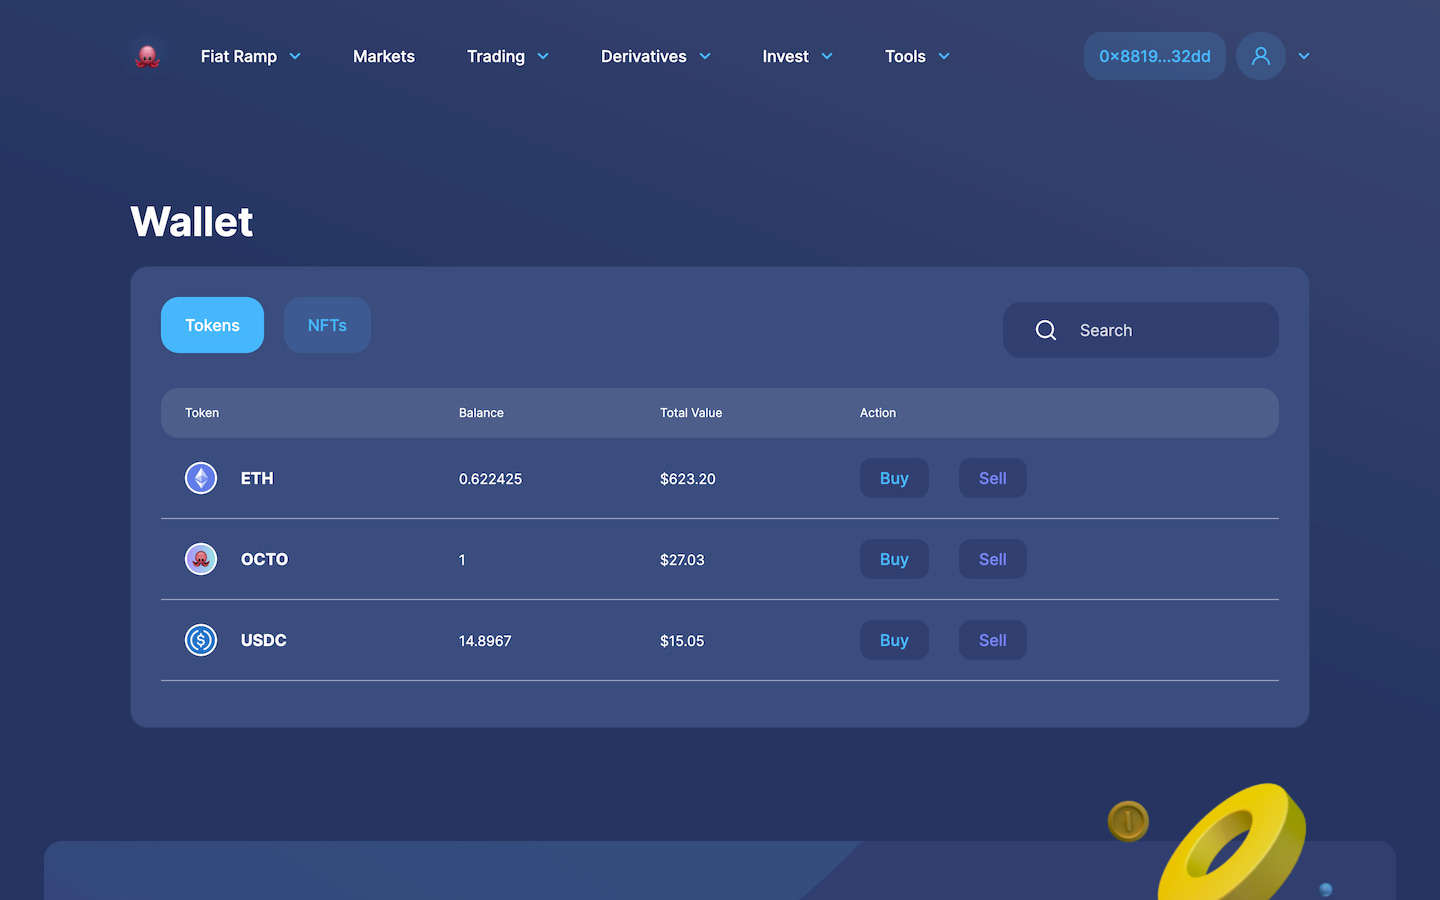 Fiat Ramp Markets Trading Derivatives Invest Tools 0x8819...32dd
Wallet
Tokens NFTs Search
Token Balance Total Value Action
ETH 0.622425 $623.20 Buy Sell
OCTO 1 $27.03 Buy Sell
USDC 14.8967 $15.05 Buy Sell